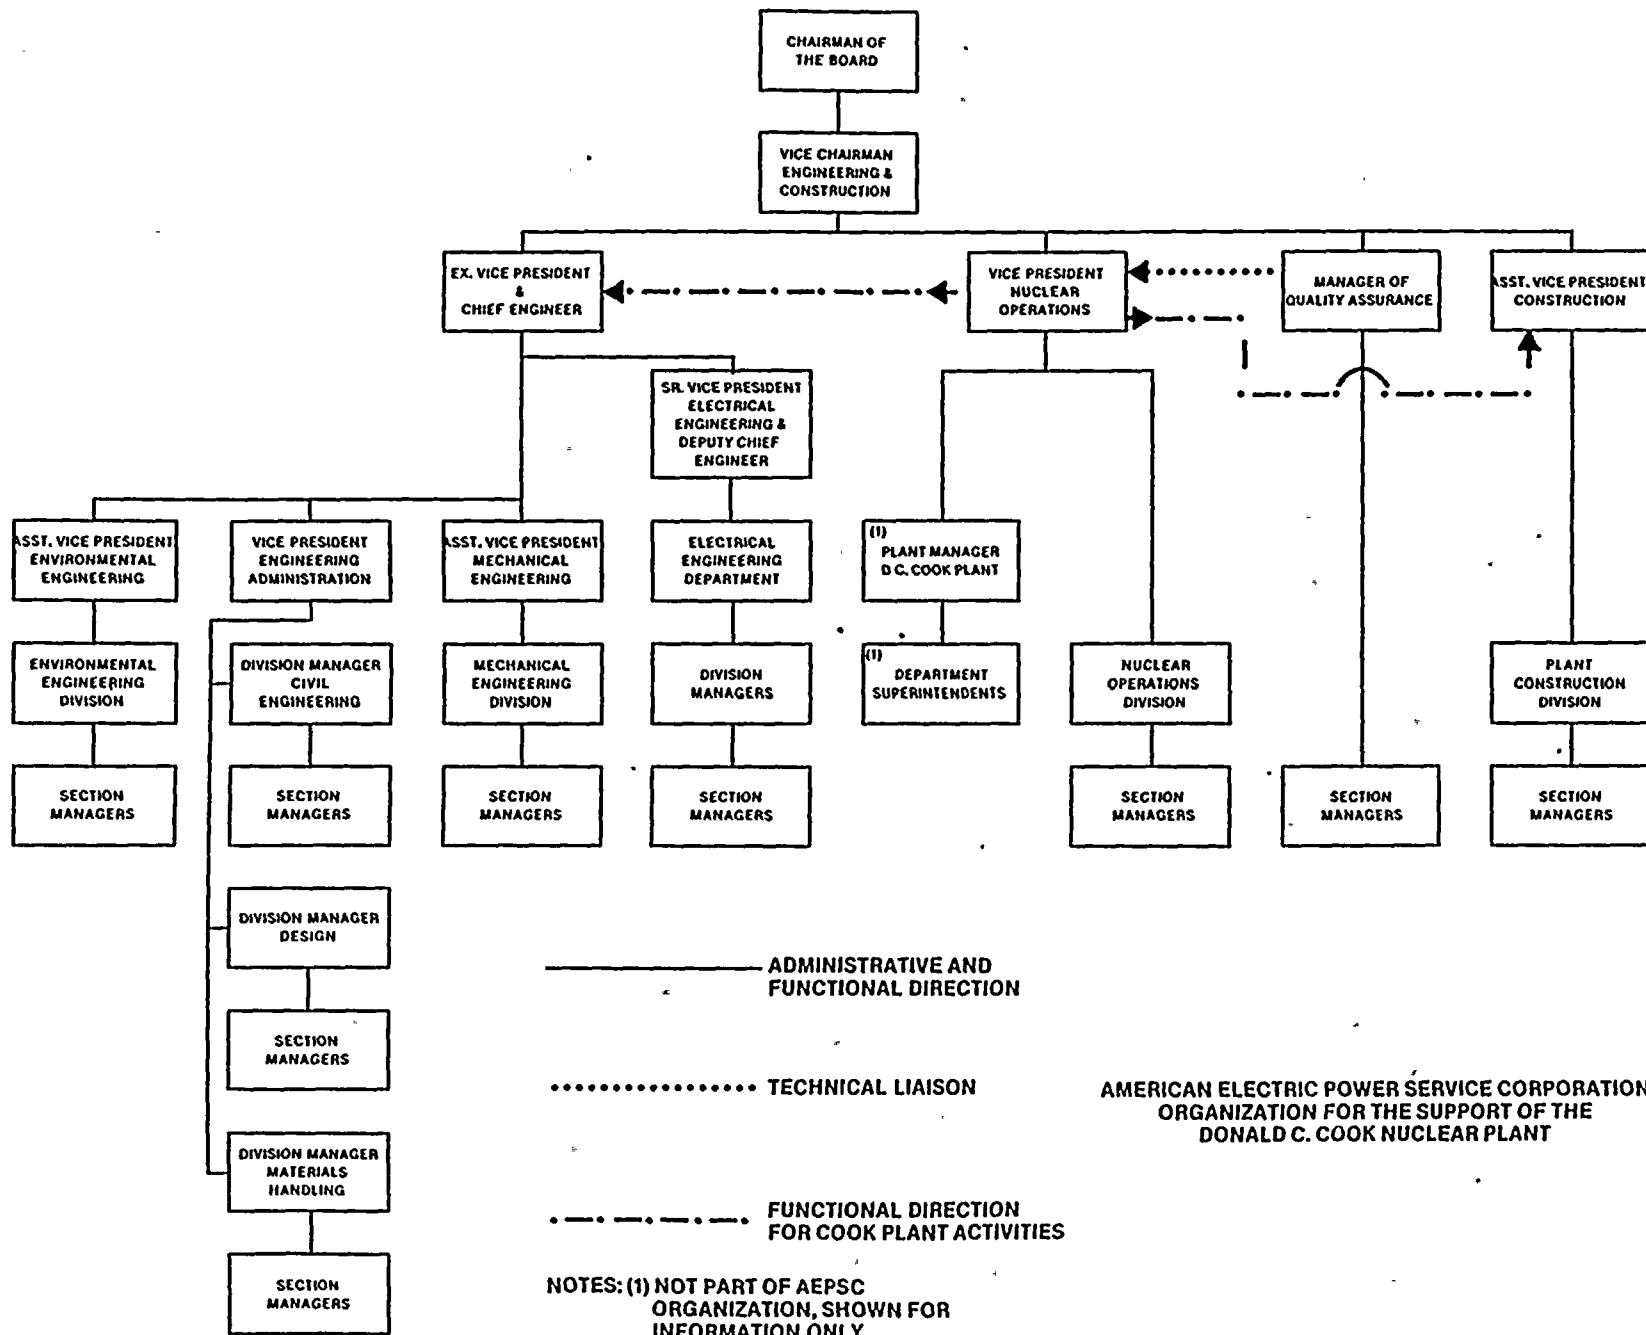 CHAIRMAN OF
THE BOARD
VICE CHAIRMAN
ENGINEERING &
CONSTRUCTION
EX. VICE PRESIDENT
&
CHIEF ENGINEER
VICE PRESIDENT
NUCLEAR
OPERATIONS
MANAGER OF
QUALITY ASSURANCE
ASST. VICE PRESIDENT
CONSTRUCTION
SR. VICE PRESIDENT
ELECTRICAL
ENGINEERING &
DEPUTY CHIEF
ENGINEER
ASST. VICE PRESIDENT
ENVIRONMENTAL
ENGINEERING
VICE PRESIDENT
ENGINEERING
ADMINISTRATION
ASST. VICE PRESIDENT
MECHANICAL
ENGINEERING
ELECTRICAL
ENGINEERING
DEPARTMENT
(1)
PLANT MANAGER
D C. COOK PLANT
ENVIRONMENTAL
ENGINEERING
DIVISION
DIVISION MANAGER
CIVIL
ENGINEERING
MECHANICAL
ENGINEERING
DIVISION
DIVISION
MANAGERS
(1)
DEPARTMENT
SUPERINTENDENTS
NUCLEAR
OPERATIONS
DIVISION
PLANT
CONSTRUCTION
DIVISION
SECTION
MANAGERS
SECTION
MANAGERS
SECTION
MANAGERS
SECTION
MANAGERS
SECTION
MANAGERS
SECTION
MANAGERS
SECTION
MANAGERS
DIVISION MANAGER
DESIGN
SECTION
MANAGERS
DIVISION MANAGER
MATERIALS
HANDLING
SECTION
MANAGERS
ADMINISTRATIVE AND
FUNCTIONAL DIRECTION
TECHNICAL LIAISON
FUNCTIONAL DIRECTION
FOR COOK PLANT ACTIVITIES
NOTES: (1) NOT PART OF AEPSC
ORGANIZATION, SHOWN FOR
INFORMATION ONLY
AMERICAN ELECTRIC POWER SERVICE CORPORATION
ORGANIZATION FOR THE SUPPORT OF THE
DONALD C. COOK NUCLEAR PLANT